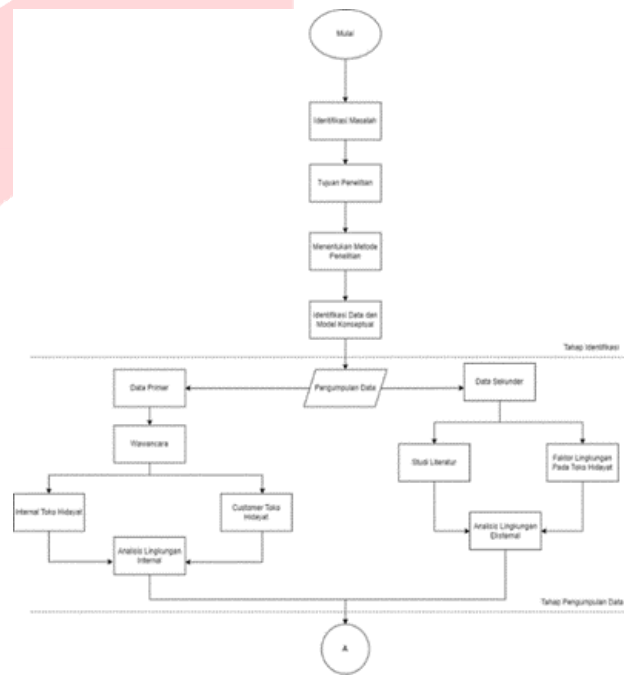 Mulai
Identifikasi Masalah
Tujuan Penelitian
Menentukan Metode
Penelitian
Identifikasi Data dan
Model Konseptual
Tahap Identifikasi
Data Primer
Pengumpulan Data
Data Sekunder
Wawancara
Studi Literatur
Faktor Lingkungan
Pada Toko Hidayat
Internal Toko Hidayat
Customer Toko
Hidayat
Analisis Lingkungan
Internal
Analisis Lingkungan
Eksternal
Tahap Pengumpulan Data
A